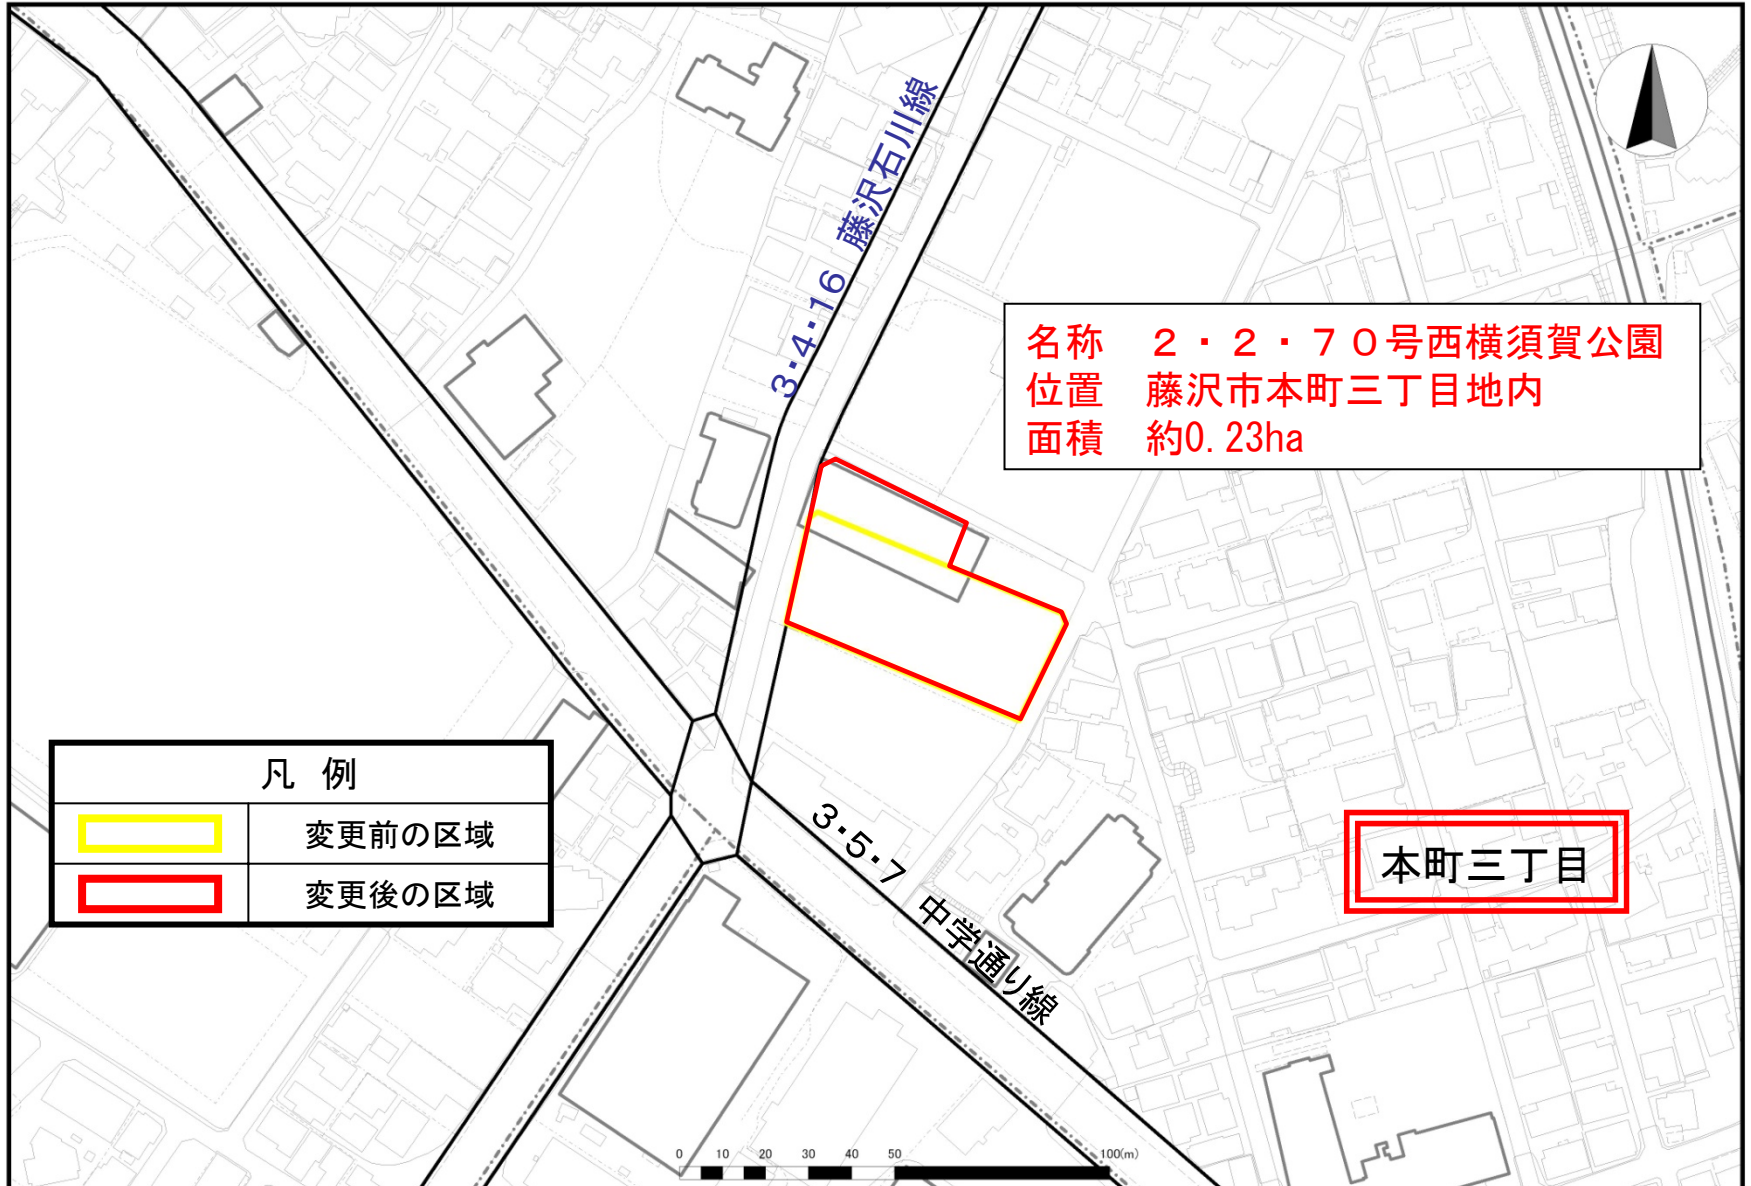 3・4・16 藤沢石川線
名称 2・2・70号西横須賀公園
位置 藤沢市本町三丁目地内
面積 約0.23ha
凡 例
変更前の区域
変更後の区域
3・5・7 中学通り線
本町三丁目
0 10 20 30 40 50 100(m)